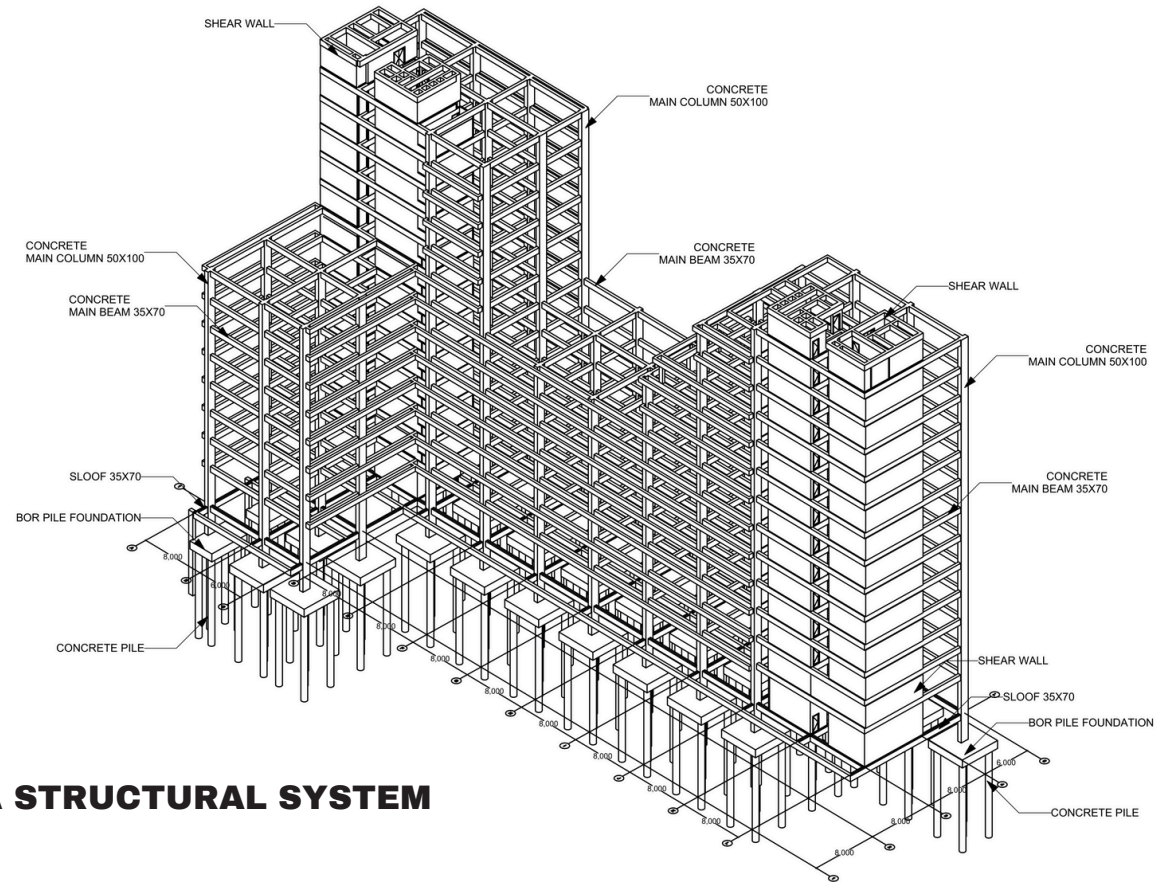 SHEAR WALL
CONCRETE
MAIN COLUMN 50X100
CONCRETE
MAIN COLUMN 50X100
CONCRETE
MAIN BEAM 35X70
CONCRETE
MAIN BEAM 35X70
SHEAR WALL
CONCRETE
MAIN COLUMN 50X100
SLOOF 35X70
CONCRETE
MAIN BEAM 35X70
BOR PILE FOUNDATION
8,000
6,000
8,000
CONCRETE PILE
8,000
8,000
8,000
8,000
8,000
8,000
8,000
8,000
8,000
6,000
SHEAR WALL
SLOOF 35X70
BOR PILE FOUNDATION
CONCRETE PILE
A STRUCTURAL SYSTEM